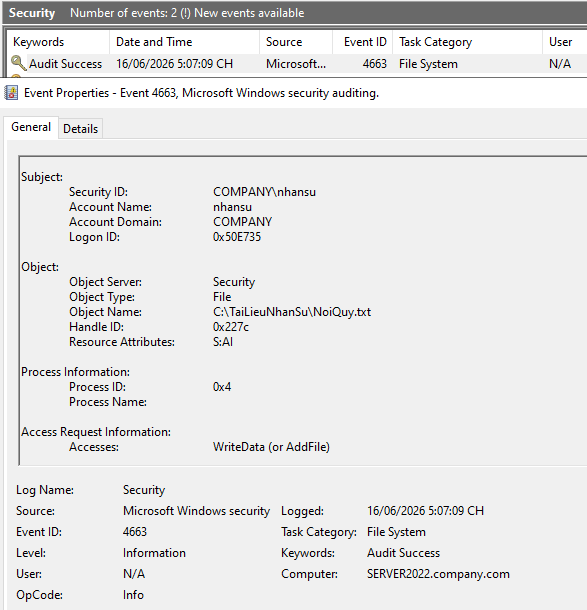 Security Number of events: 2 (!) New events available
Keywords Date and Time Source Event ID Task Category User
Audit Success 16/06/2026 5:07:09 CH Microsoft... 4663 File System N/A
Event Properties - Event 4663, Microsoft Windows security auditing.
General Details
Subject:
Security ID: COMPANY\nhansu
Account Name: nhansu
Account Domain: COMPANY
Logon ID: 0x50E735
Object:
Object Server: Security
Object Type: File
Object Name: C:\TaiLieuNhanSu\NoiQuy.txt
Handle ID: 0x227c
Resource Attributes: S:AI
Process Information:
Process ID: 0x4
Process Name:
Access Request Information:
Accesses: WriteData (or AddFile)
Log Name: Security
Source: Microsoft Windows security Logged: 16/06/2026 5:07:09 CH
Event ID: 4663 Task Category: File System
Level: Information Keywords: Audit Success
User: N/A Computer: SERVER2022.company.com
OpCode: Info